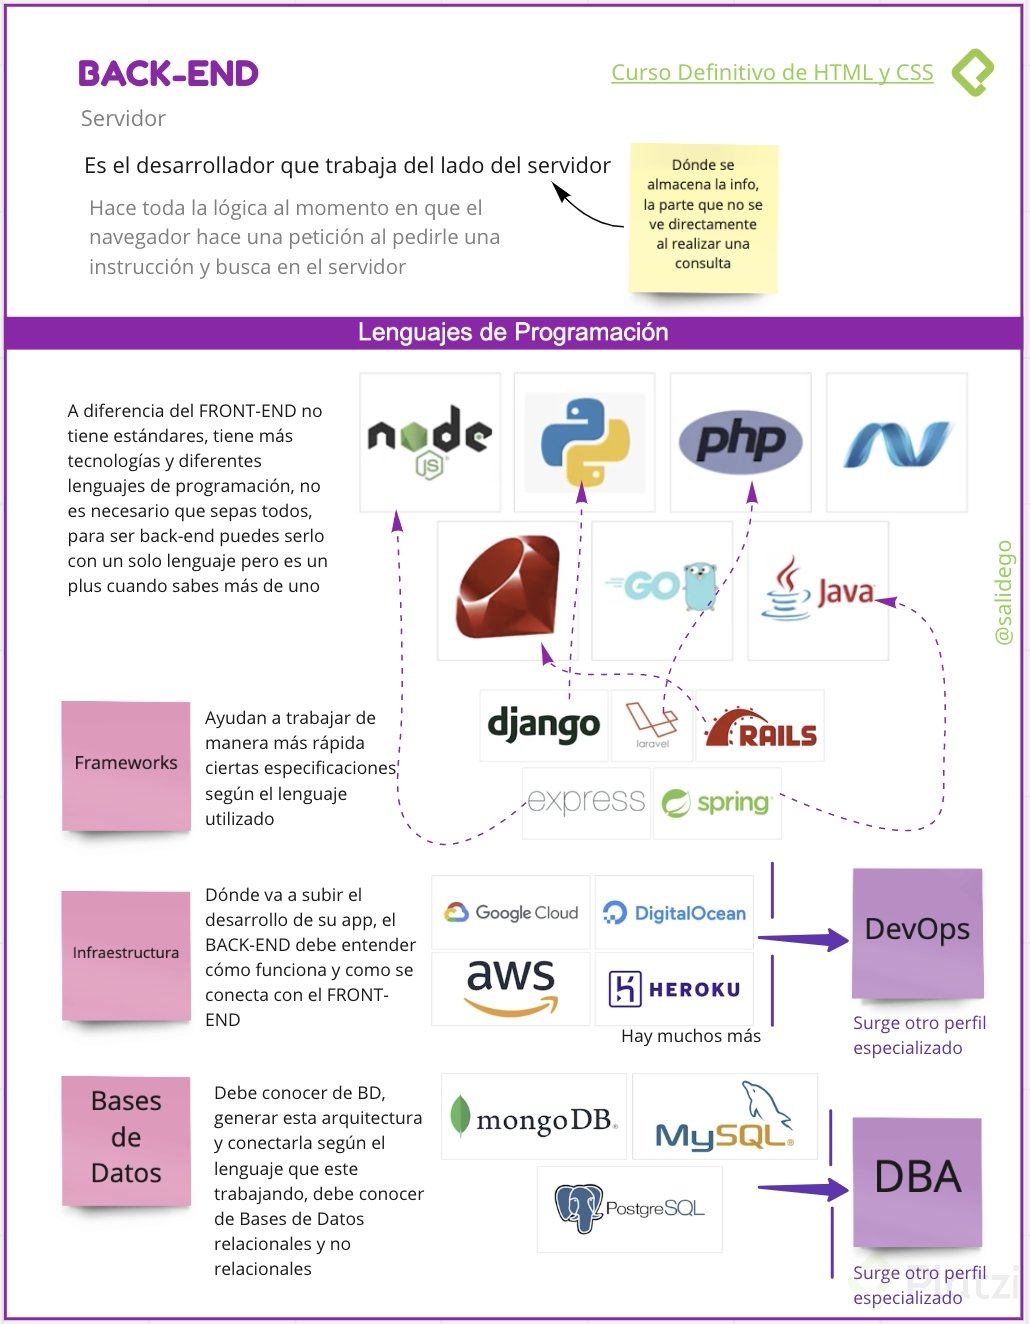 BACK-END
Curso Definitivo de HTML y CSS
Servidor
Es el desarrollador que trabaja del lado del servidor
Hace toda la lógica al momento en que el
navegador hace una petición al pedirle una
instrucción y busca en el servidor
Dónde se
almacena la info,
la parte que no se
ve directamente
al realizar una
consulta
Lenguajes de Programación
A diferencia del FRONT-END no
tiene estándares, tiene más
tecnologías y diferentes
lenguajes de programación, no
es necesario que sepas todos,
para ser back-end puedes serlo
con un solo lenguaje pero es un
plus cuando sabes más de uno
node
JS
php
GO
Java
@salidego
Frameworks
Ayudan a trabajar de
manera más rápida
ciertas especificaciones
según el lenguaje
utilizado
django
laravel
RAILS
express
spring
Infraestructura
Dónde va a subir el
desarrollo de su app, el
BACK-END debe entender
cómo funciona y como se
conecta con el FRONT-
END
Google Cloud
DigitalOcean
aws
HEROKU
Hay muchos más
DevOps
Surge otro perfil
especializado
Bases
de
Datos
Debe conocer de BD,
generar esta arquitectura
y conectarla según el
lenguaje que este
trabajando, debe conocer
de Bases de Datos
relacionales y no
relacionales
mongoDB®
MySQL®
PostgreSQL
DBA
Surge otro perfil
especializado
Platzi